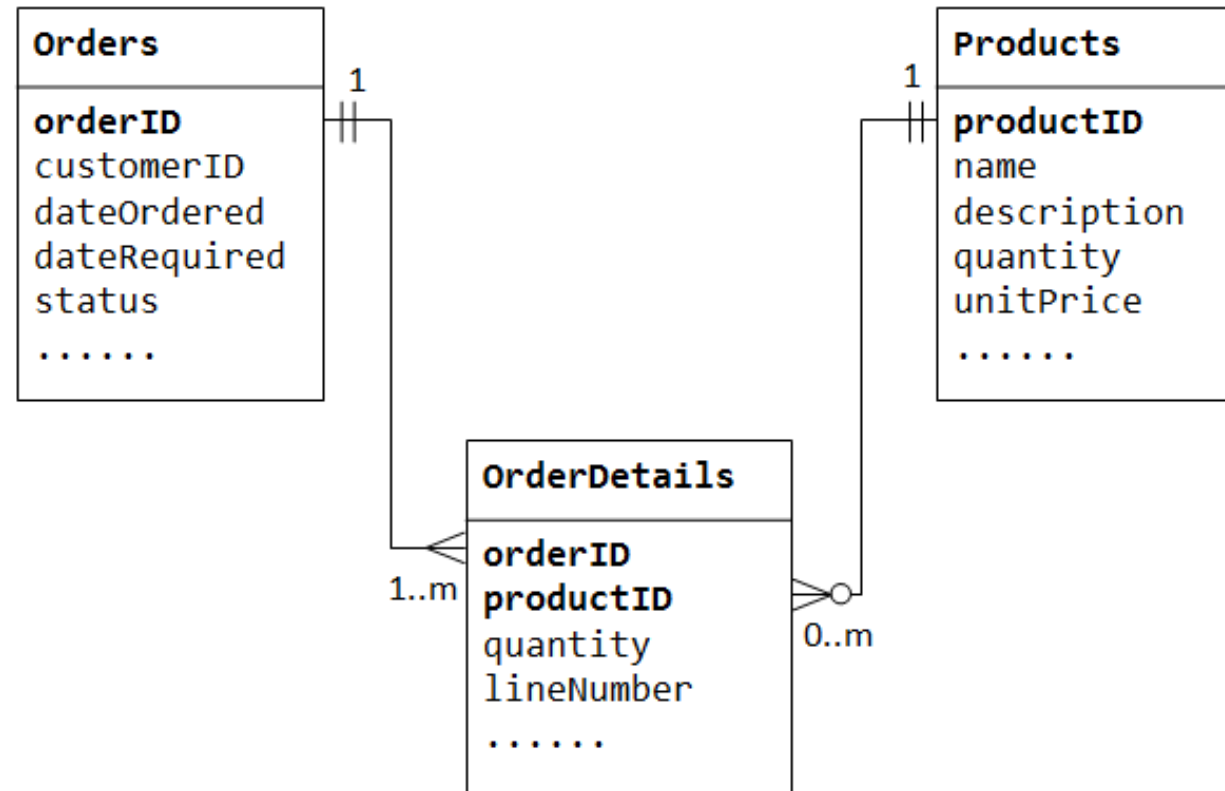 Orders
orderID
customerID
dateOrdered
dateRequired
status
......
1
1
Products
productID
name
description
quantity
unitPrice
......
OrderDetails
orderID
productID
quantity
lineNumber
......
1..m
0..m